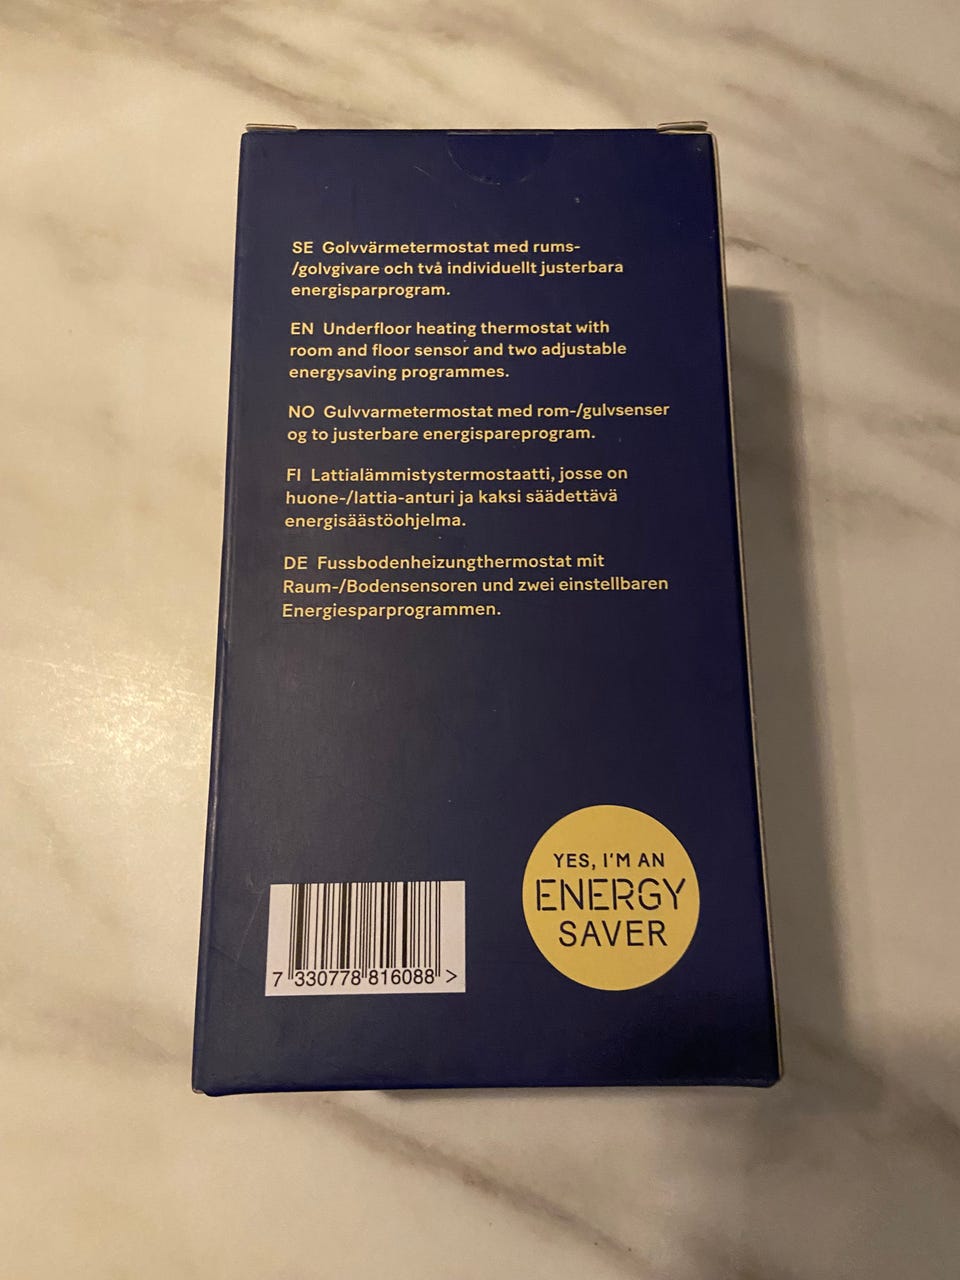 SE Golvvärmetermostat med rums-
/golvgivare och två individuellt justerbara
energisparprogram.
EN Underfloor heating thermostat with
room and floor sensor and two adjustable
energysaving programmes.
NO Gulvvarmetermostat med rom-/gulvsenser
og to justerbare energispareprogram.
FI Lattialämmistystermostaatti, josse on
huone-/lattia-anturi ja kaksi säädettävä
energisäästöohjelma.
DE Fussbodenheizungthermostat mit
Raum-/Bodensensoren und zwei einstellbaren
Energiesparprogrammen.
YES, I'M AN
ENERGY
SAVER
7 330778 816088 >